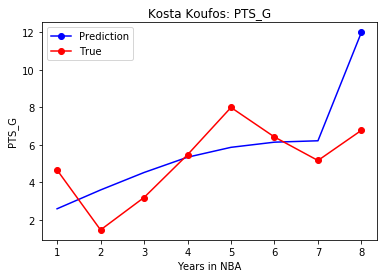 Kosta Koufos: PTS_G
Prediction
True
12
10
8
6
4
2
PTS_G
1 2 3 4 5 6 7 8
Years in NBA